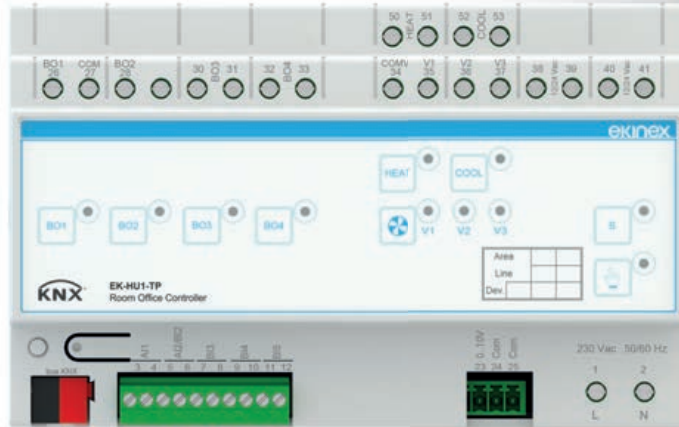 50 HEAT 51 52 COOL 53
BO1 COM BO2 COMV V1 V2 V3
26 27 28 30 BO3 31 32 BO4 33 34 35 36 37 38 12/24 Vac 39 40 12/24 Vac 41
ekinex
HEAT COOL
BO1 BO2 BO3 BO4 V1 V2 V3 S
Area
Line
Dev.
KNX
EK-HU1-TP
Room Office Controller
AI1 AI2/BI2 BI3 BI4 BI5
3 4 5 6 7 8 9 10 11 12
0..10V Com Com
23 24 25
230 Vac 50/60 Hz
1 2
bus KNX
L N